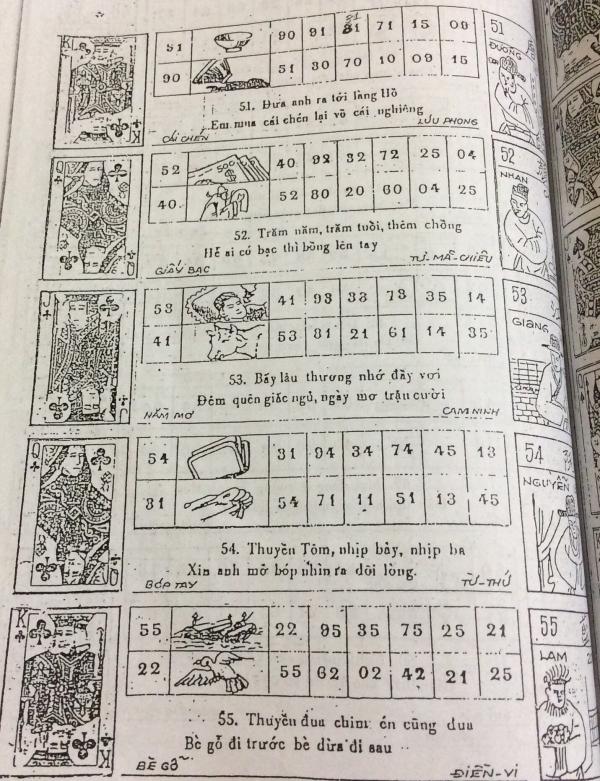 K
91 90 91 81 71 15 09
90 51 30 70 10 09 15
51. Đưa anh ra tới làng Hồ
Em mua cái chén lại vô cái nghiêng
CÁI CHÉN LƯU PHONG
51
ĐƯỜNG
K
Q
52 40 92 32 72 25 04
40 52 80 20 60 04 25
52. Trăm năm, trăm tuổi, thêm chồng
Hễ ai có bạc thì bồng lên tay
GIẤY BẠC TƯ-MÃ-CHIÊU
52
NHAN
J
53 41 93 33 73 35 14
41 53 81 21 61 14 35
53. Bấy lâu thương nhớ đầy vơi
Đêm quên giấc ngủ, ngày mơ trận cười
NẰM MƠ CAM NINH
53
GIANG
Q
54 31 94 34 74 45 13
31 54 71 11 51 13 45
54. Thuyền Tôm, nhịp bảy, nhịp ba
Xin anh mở bóp nhìn ra dôi lòng.
BÓP TAY TỪ-THỨ
54
NGUYỄN
K
55 22 95 35 75 25 21
22 55 62 02 42 21 25
55. Thuyền đua chim én cũng đua
Bè gỗ đi trước bè dừa đi sau
BÈ GỖ ĐIỂN-VI
55
LAM
K